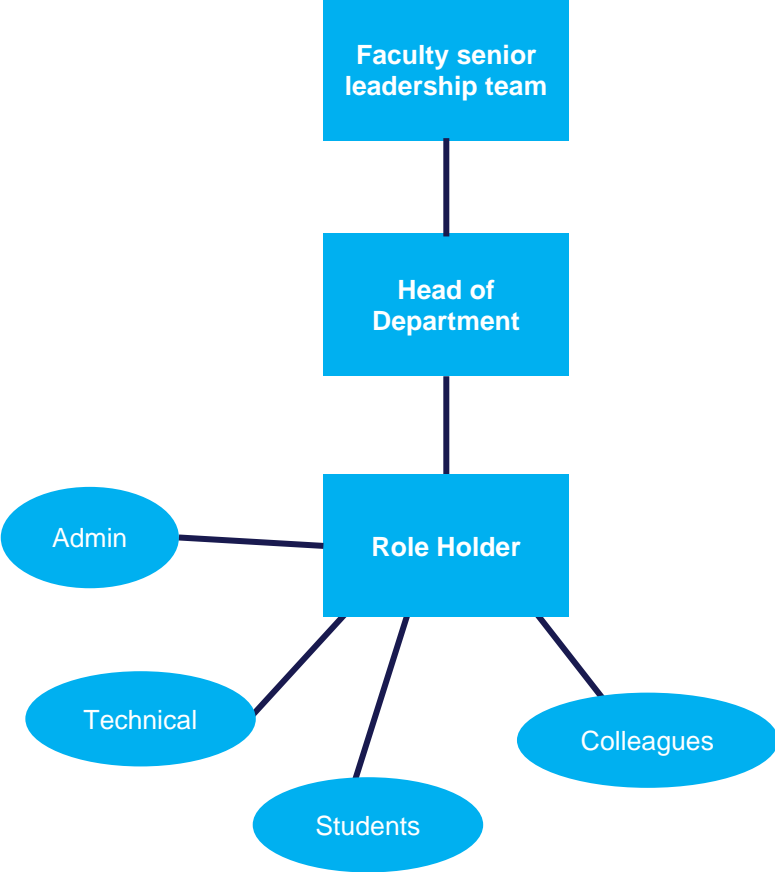 Faculty senior
leadership team
Head of
Department
Role Holder
Admin
Technical
Colleagues
Students